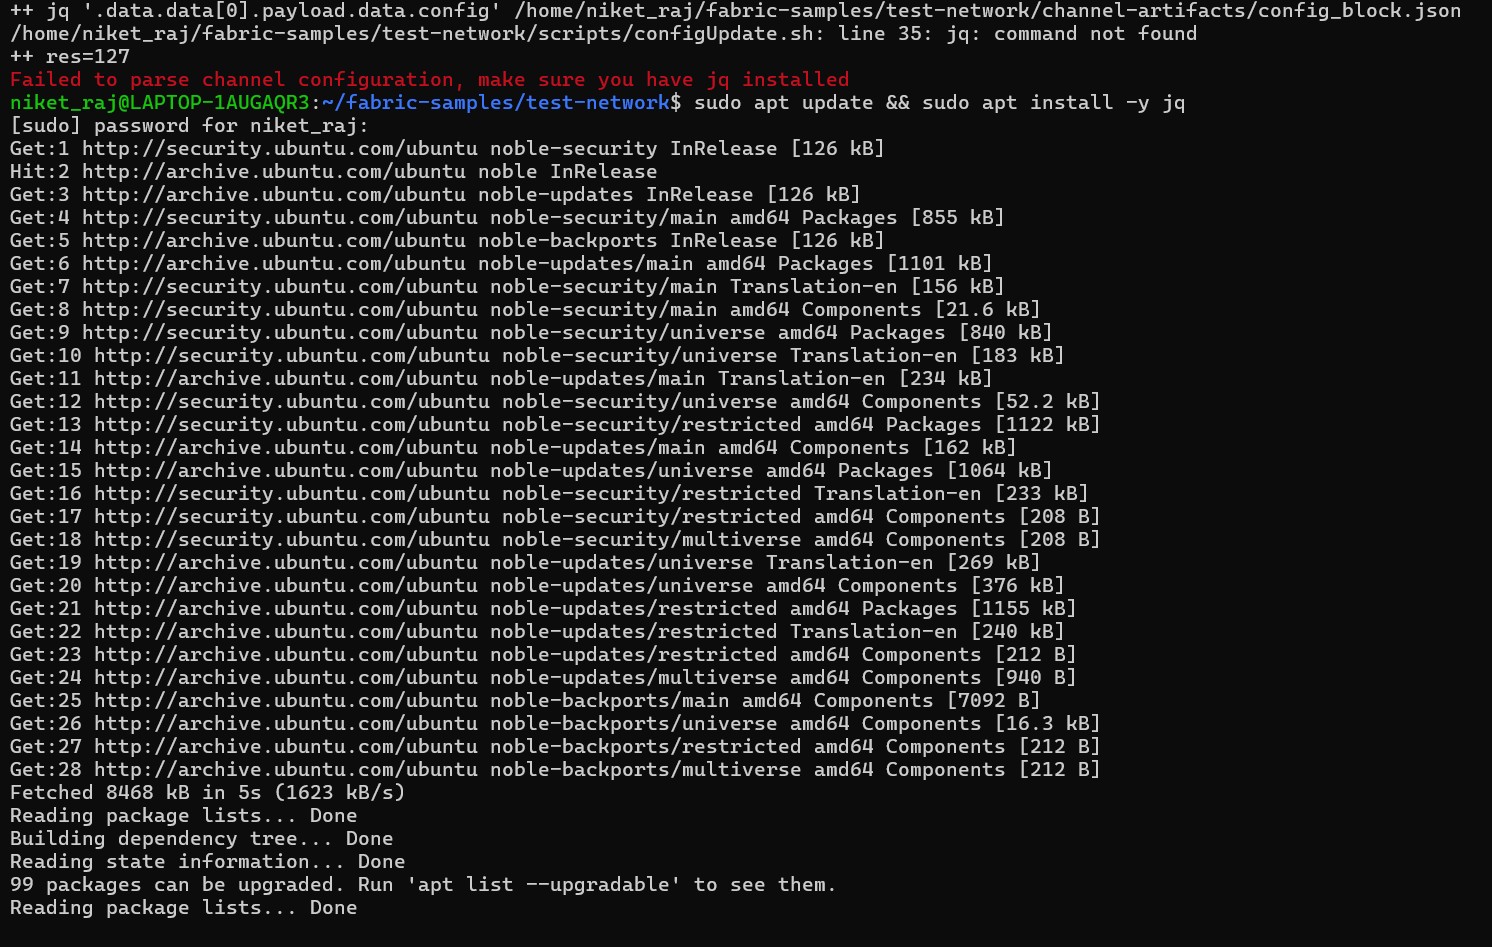 ++ jq '.data.data[0].payload.data.config' /home/niket_raj/fabric-samples/test-network/channel-artifacts/config_block.json
/home/niket_raj/fabric-samples/test-network/scripts/configUpdate.sh: line 35: jq: command not found
++ res=127
Failed to parse channel configuration, make sure you have jq installed
niket_raj@LAPTOP-1AUGAQR3:~/fabric-samples/test-network$ sudo apt update && sudo apt install -y jq
[sudo] password for niket_raj:
Get:1 http://security.ubuntu.com/ubuntu noble-security InRelease [126 kB]
Hit:2 http://archive.ubuntu.com/ubuntu noble InRelease
Get:3 http://archive.ubuntu.com/ubuntu noble-updates InRelease [126 kB]
Get:4 http://security.ubuntu.com/ubuntu noble-security/main amd64 Packages [855 kB]
Get:5 http://archive.ubuntu.com/ubuntu noble-backports InRelease [126 kB]
Get:6 http://archive.ubuntu.com/ubuntu noble-updates/main amd64 Packages [1101 kB]
Get:7 http://security.ubuntu.com/ubuntu noble-security/main Translation-en [156 kB]
Get:8 http://security.ubuntu.com/ubuntu noble-security/main amd64 Components [21.6 kB]
Get:9 http://security.ubuntu.com/ubuntu noble-security/universe amd64 Packages [840 kB]
Get:10 http://security.ubuntu.com/ubuntu noble-security/universe Translation-en [183 kB]
Get:11 http://archive.ubuntu.com/ubuntu noble-updates/main Translation-en [234 kB]
Get:12 http://security.ubuntu.com/ubuntu noble-security/universe amd64 Components [52.2 kB]
Get:13 http://security.ubuntu.com/ubuntu noble-security/restricted amd64 Packages [1122 kB]
Get:14 http://archive.ubuntu.com/ubuntu noble-updates/main amd64 Components [162 kB]
Get:15 http://archive.ubuntu.com/ubuntu noble-updates/universe amd64 Packages [1064 kB]
Get:16 http://security.ubuntu.com/ubuntu noble-security/restricted Translation-en [233 kB]
Get:17 http://security.ubuntu.com/ubuntu noble-security/restricted amd64 Components [208 B]
Get:18 http://security.ubuntu.com/ubuntu noble-security/multiverse amd64 Components [208 B]
Get:19 http://archive.ubuntu.com/ubuntu noble-updates/universe Translation-en [269 kB]
Get:20 http://archive.ubuntu.com/ubuntu noble-updates/universe amd64 Components [376 kB]
Get:21 http://archive.ubuntu.com/ubuntu noble-updates/restricted amd64 Packages [1155 kB]
Get:22 http://archive.ubuntu.com/ubuntu noble-updates/restricted Translation-en [240 kB]
Get:23 http://archive.ubuntu.com/ubuntu noble-updates/restricted amd64 Components [212 B]
Get:24 http://archive.ubuntu.com/ubuntu noble-updates/multiverse amd64 Components [940 B]
Get:25 http://archive.ubuntu.com/ubuntu noble-backports/main amd64 Components [7092 B]
Get:26 http://archive.ubuntu.com/ubuntu noble-backports/universe amd64 Components [16.3 kB]
Get:27 http://archive.ubuntu.com/ubuntu noble-backports/restricted amd64 Components [212 B]
Get:28 http://archive.ubuntu.com/ubuntu noble-backports/multiverse amd64 Components [212 B]
Fetched 8468 kB in 5s (1623 kB/s)
Reading package lists... Done
Building dependency tree... Done
Reading state information... Done
99 packages can be upgraded. Run 'apt list --upgradable' to see them.
Reading package lists... Done